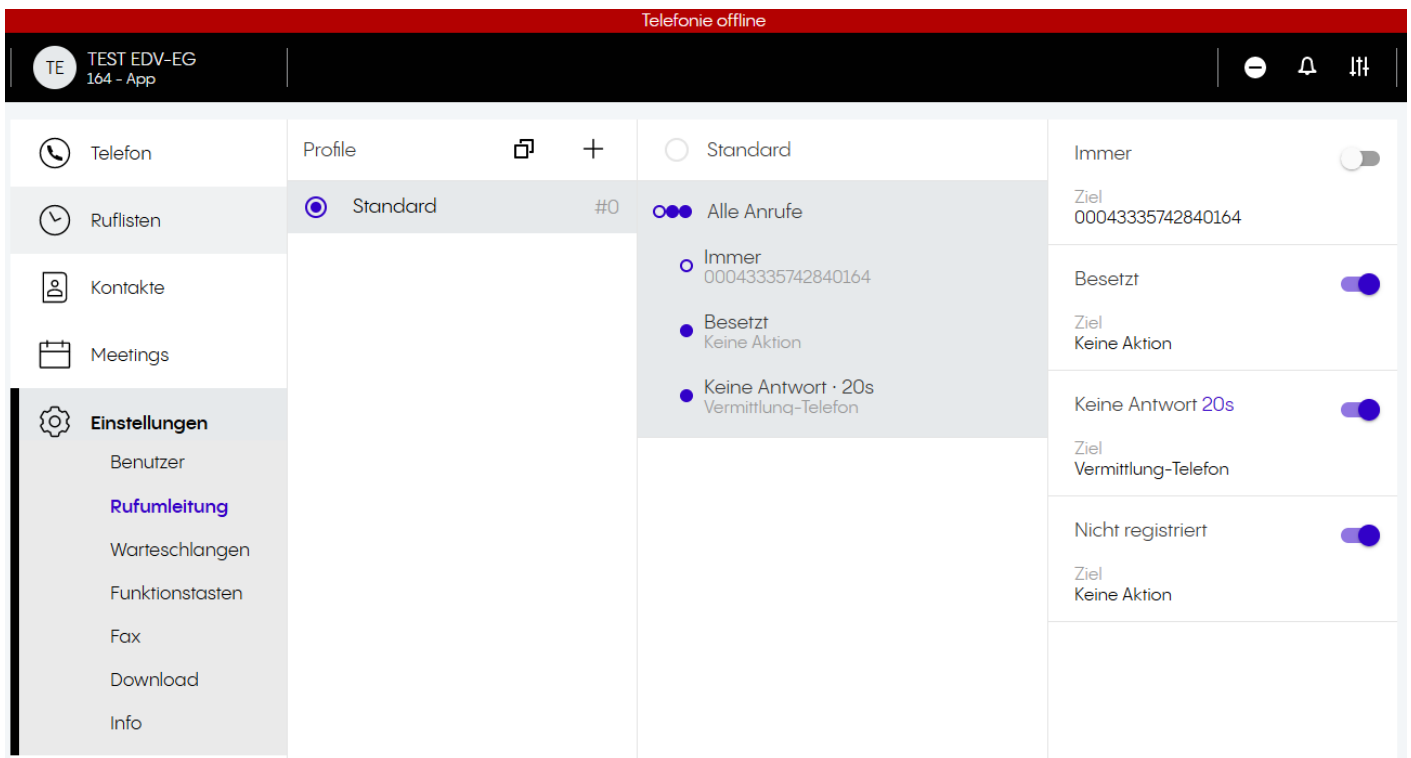 Telefonie offline
TE
TEST EDV-EG
164 - App
Telefon
Ruflisten
Kontakte
Meetings
Einstellungen
Benutzer
Rufumleitung
Warteschlangen
Funktionstasten
Fax
Download
Info
Profile
Standard #0
Standard
Alle Anrufe
Immer
00043335742840164
Besetzt
Keine Aktion
Keine Antwort · 20s
Vermittlung-Telefon
Immer
Ziel
00043335742840164
Besetzt
Ziel
Keine Aktion
Keine Antwort 20s
Ziel
Vermittlung-Telefon
Nicht registriert
Ziel
Keine Aktion